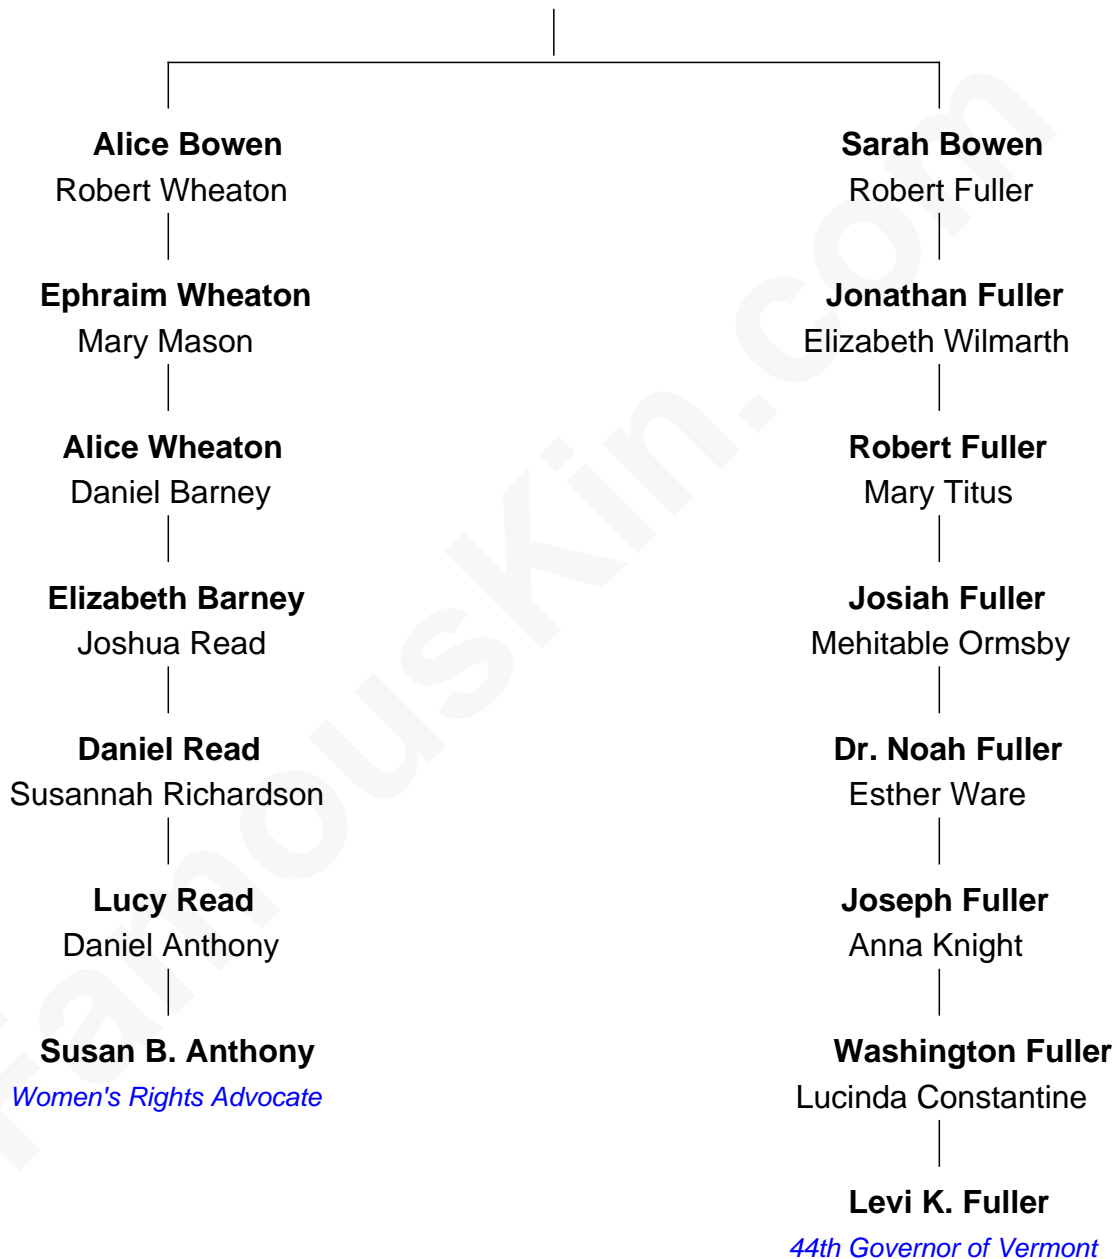 Alice Bowen
Robert Wheaton
Ephraim Wheaton
Mary Mason
Alice Wheaton
Daniel Barney
Elizabeth Barney
Joshua Read
Daniel Read
Susannah Richardson
Lucy Read
Daniel Anthony
Susan B. Anthony
Women's Rights Advocate
Sarah Bowen
Robert Fuller
Jonathan Fuller
Elizabeth Wilmarth
Robert Fuller
Mary Titus
Josiah Fuller
Mehitable Ormsby
Dr. Noah Fuller
Esther Ware
Joseph Fuller
Anna Knight
Washington Fuller
Lucinda Constantine
Levi K. Fuller
44th Governor of Vermont
FamousKin.com